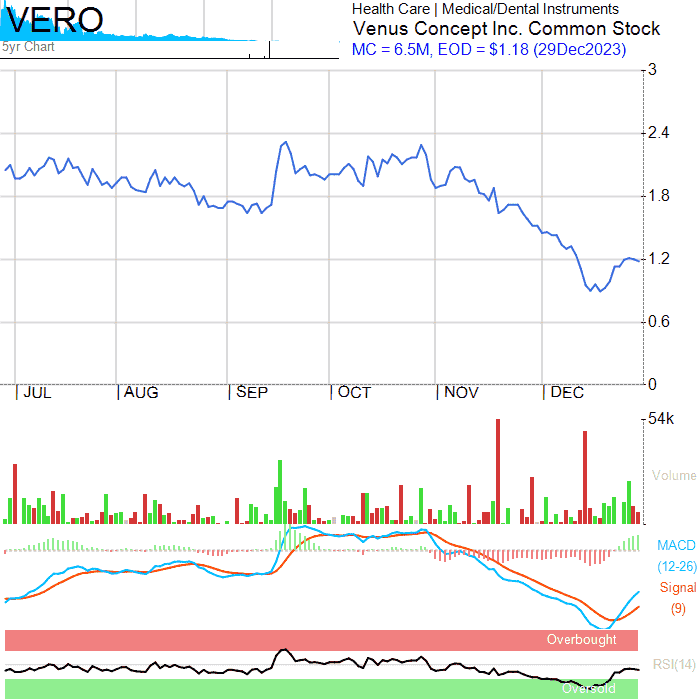 VERO
5yr Chart
Health Care | Medical/Dental Instruments
Venus Concept Inc. Common Stock
MC = 6.5M, EOD = $1.18 (29Dec2023)
3
2.4
1.8
1.2
0.6
0
JUL AUG SEP OCT NOV DEC
54k
Volume
MACD
(12-26)
Signal
(9)
Overbought
RSI(14)
Oversold